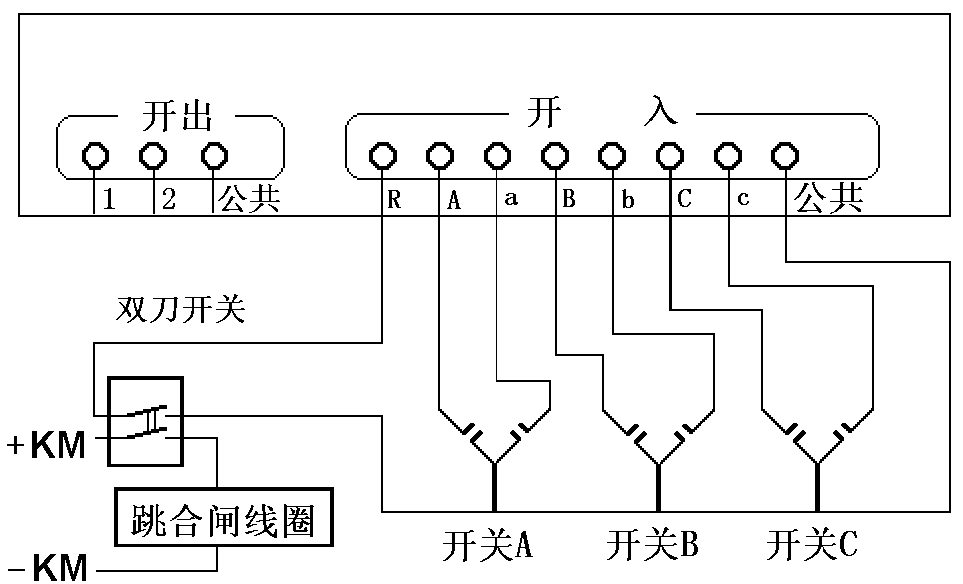 开出
开 入
1 2 公共
R A a B b C c 公共
双刀开关
+KM
跳合闸线圈
-KM
开关A 开关B 开关C